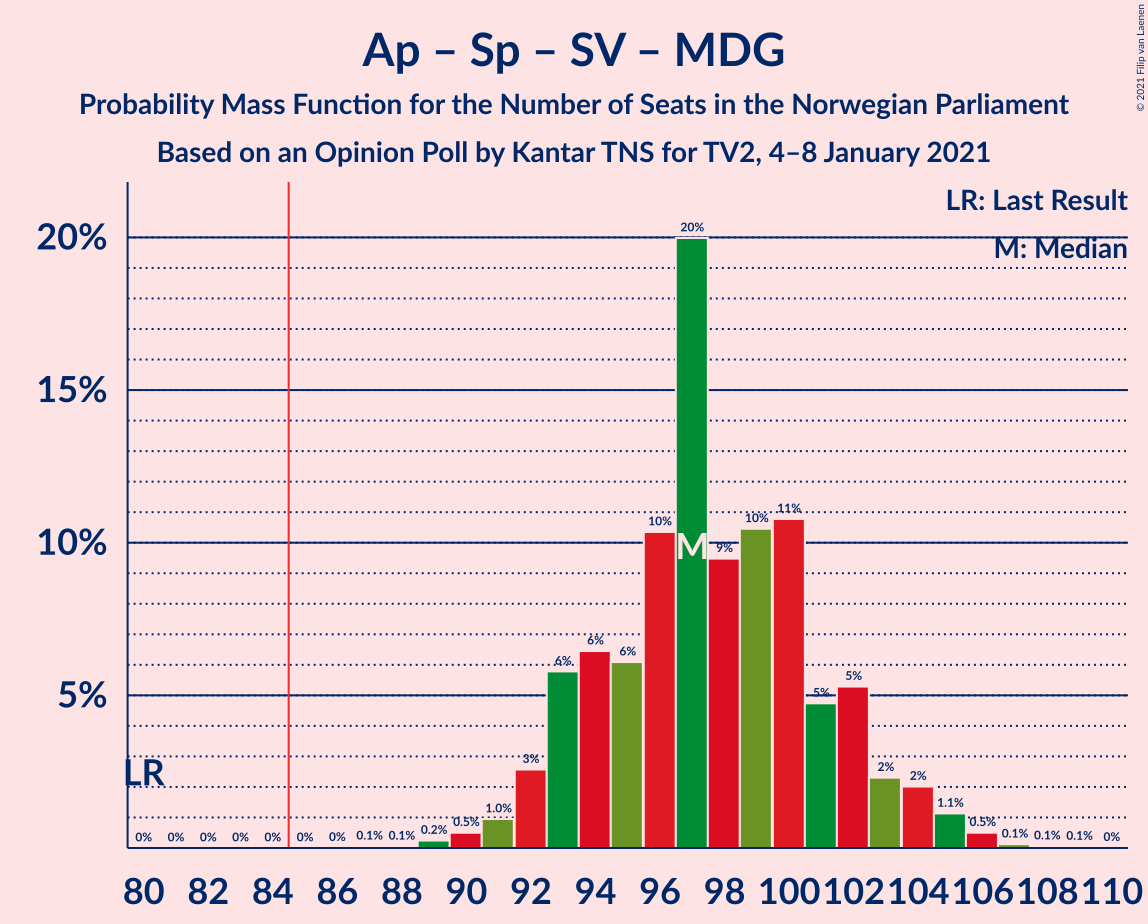 Ap – Sp – SV – MDG
Probability Mass Function for the Number of Seats in the Norwegian Parliament
Based on an Opinion Poll by Kantar TNS for TV2, 4–8 January 2021
© 2021 Filip van Laenen
LR: Last Result
M: Median
20%
15%
10%
5%
LR
M
0% 0% 0% 0% 0% 0% 0% 0.1% 0.1% 0.2% 0.5% 1.0% 3% 6% 6% 6% 10% 20% 9% 10% 11% 5% 5% 2% 2% 1.1% 0.5% 0.1% 0.1% 0.1% 0%
80 82 84 86 88 90 92 94 96 98 100 102 104 106 108 110